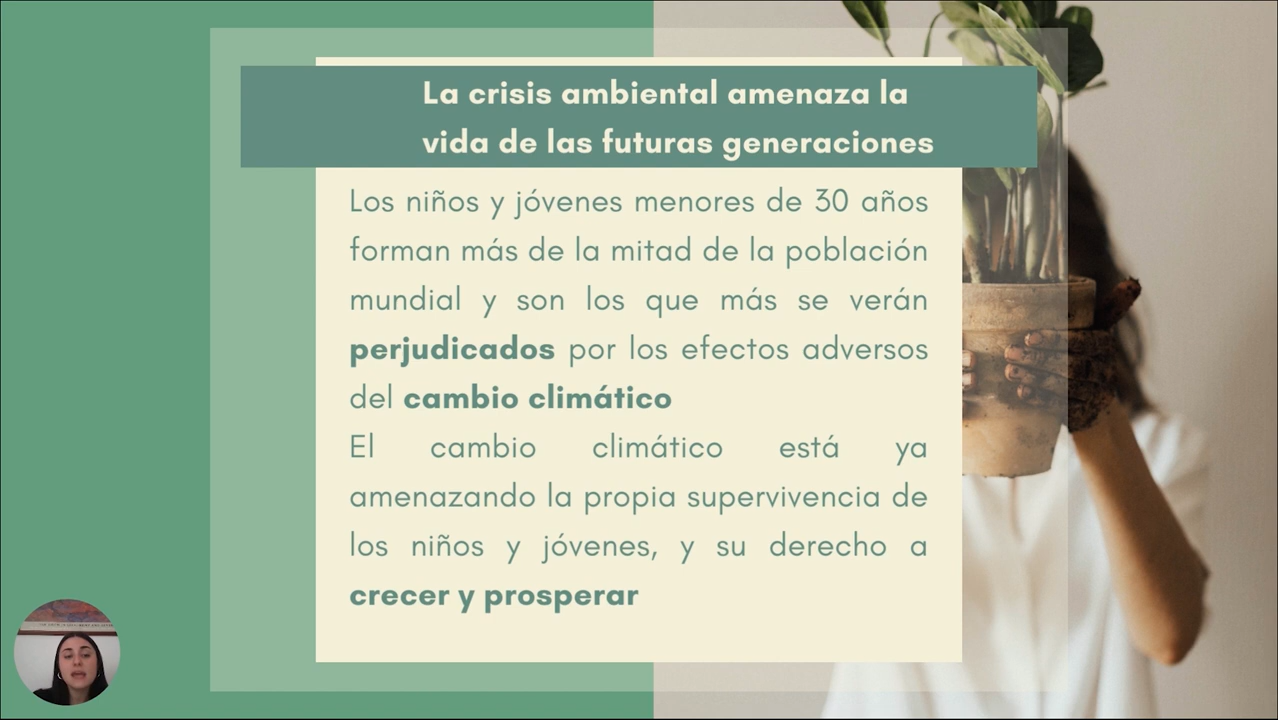 La crisis ambiental amenaza la
vida de las futuras generaciones
Los niños y jóvenes menores de 30 años
forman más de la mitad de la población
mundial y son los que más se verán
perjudicados por los efectos adversos
del cambio climático
El cambio climático está ya
amenazando la propia supervivencia de
los niños y jóvenes, y su derecho a
crecer y prosperar